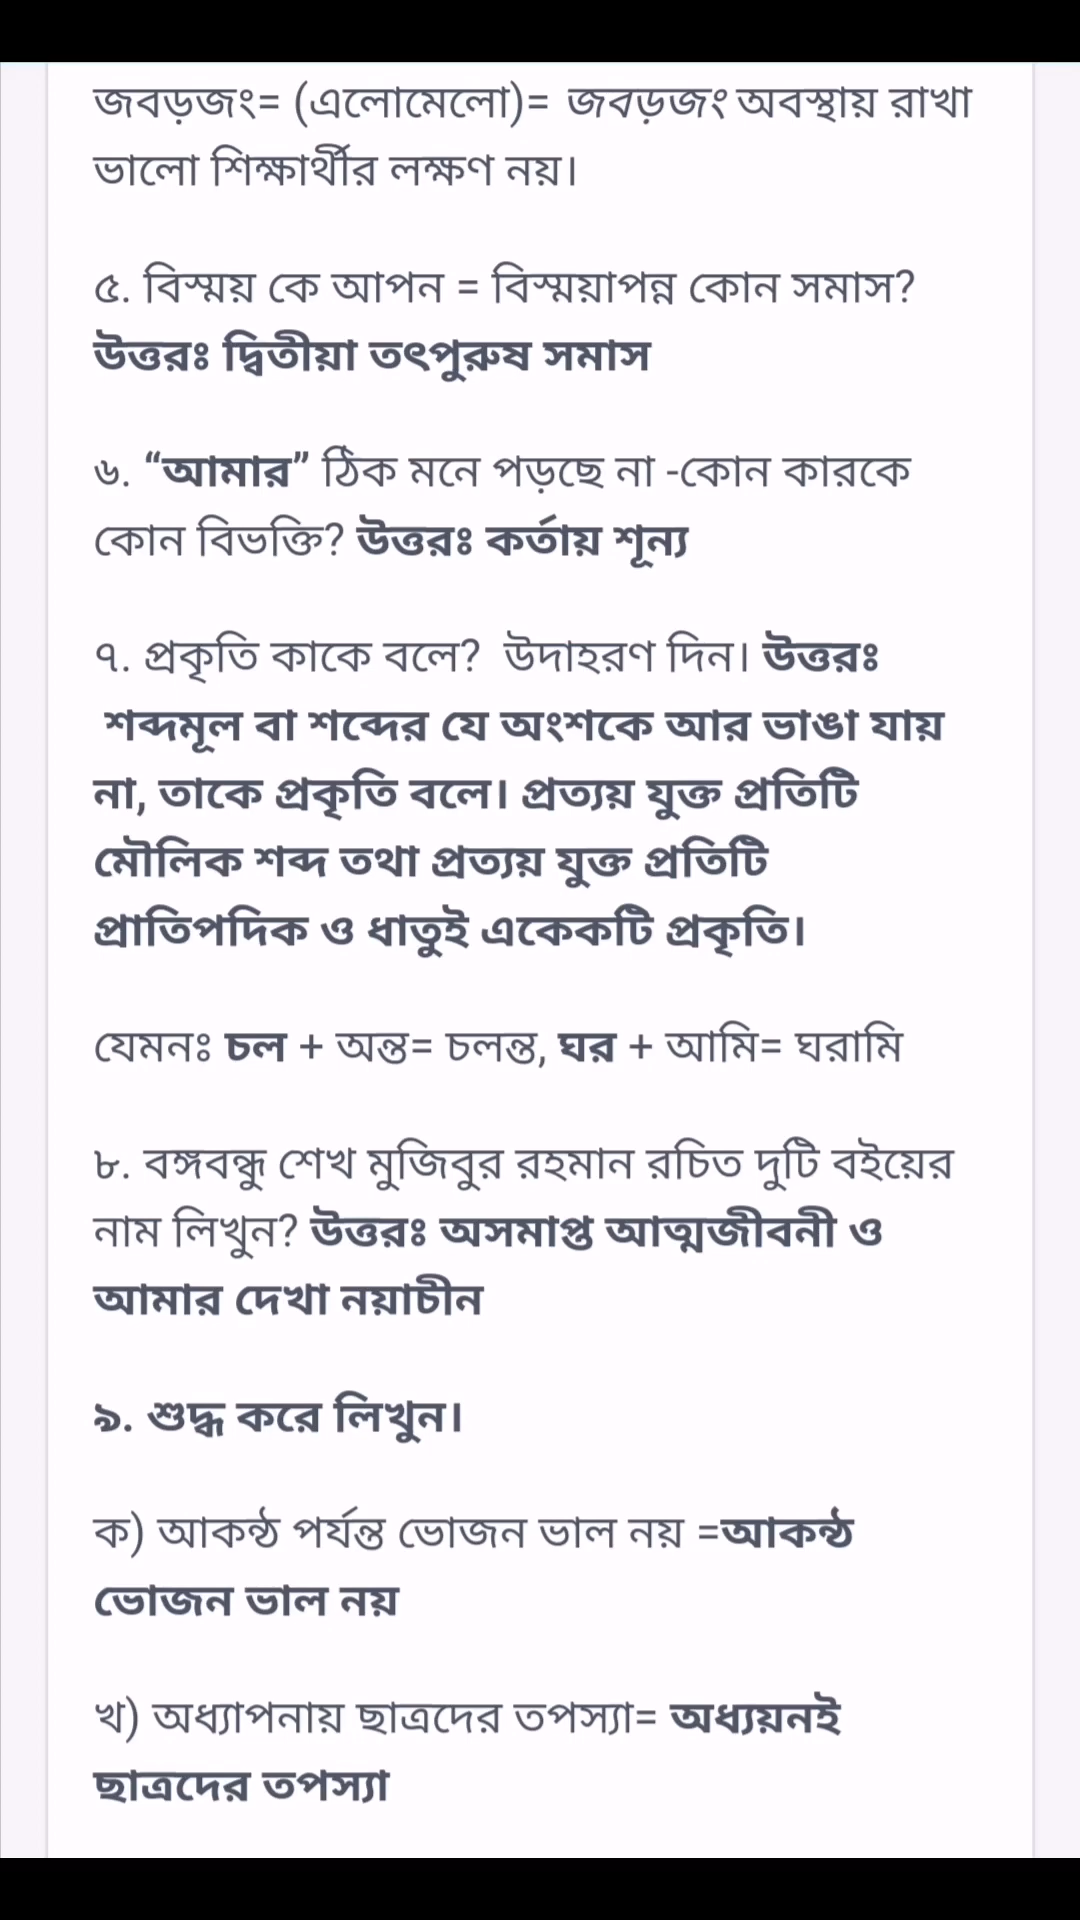 জবড়জং= (এলোমেলো)= জবড়জং অবস্থায় রাখা
ভালো শিক্ষার্থীর লক্ষণ নয়।
৫. বিস্ময় কে আপন = বিস্ময়াপন্ন কোন সমাস?
উত্তরঃ দ্বিতীয়া তৎপুরুষ সমাস
৬. “আমার” ঠিক মনে পড়ছে না -কোন কারকে
কোন বিভক্তি? উত্তরঃ কর্তায় শূন্য
৭. প্রকৃতি কাকে বলে? উদাহরণ দিন। উত্তরঃ
শব্দমূল বা শব্দের যে অংশকে আর ভাঙা যায়
না, তাকে প্রকৃতি বলে। প্রত্যয় যুক্ত প্রতিটি
মৌলিক শব্দ তথা প্রত্যয় যুক্ত প্রতিটি
প্রাতিপদিক ও ধাতুই একেকটি প্রকৃতি।
যেমনঃ চল + অন্ত= চলন্ত, ঘর + আমি= ঘরামি
৮. বঙ্গবন্ধু শেখ মুজিবুর রহমান রচিত দুটি বইয়ের
নাম লিখুন? উত্তরঃ অসমাপ্ত আত্মজীবনী ও
আমার দেখা নয়াচীন
৯. শুদ্ধ করে লিখুন।
ক) আকন্ঠ পর্যন্ত ভোজন ভাল নয় =আকন্ঠ
ভোজন ভাল নয়
খ) অধ্যাপনায় ছাত্রদের তপস্যা= অধ্যয়নই
ছাত্রদের তপস্যা